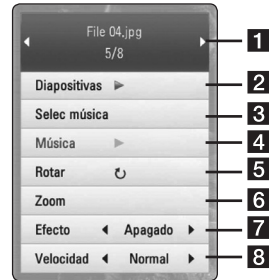 File 04.jpg 1
5/8
Diapositivas 2
Selec música 3
Música 4
Rotar 5
Zoom 6
Efecto Apagado 7
Velocidad Normal 8